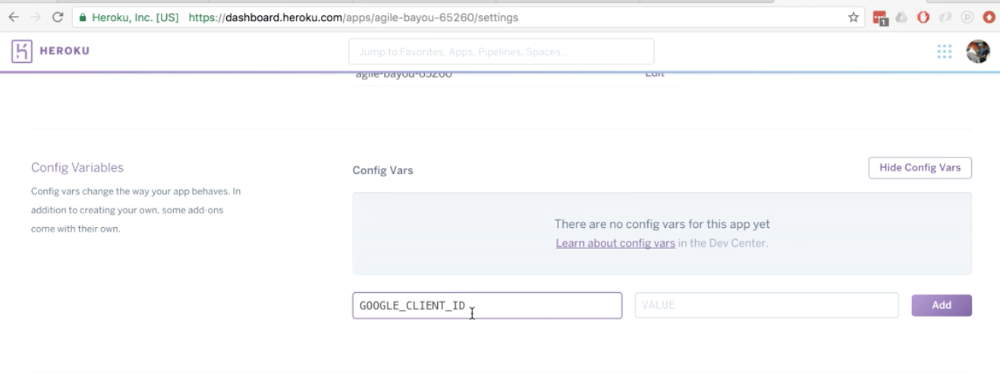 Heroku, Inc. [US] https://dashboard.heroku.com/apps/agile-bayou-65260/settings
1
HEROKU
Jump to Favorites, Apps, Pipelines, Spaces...
agile-bayou-65260 Edit
Config Variables
Config vars change the way your app behaves. In
addition to creating your own, some add-ons
come with their own.
Config Vars
Hide Config Vars
There are no config vars for this app yet
Learn about config vars in the Dev Center.
GOOGLE_CLIENT_ID
VALUE
Add